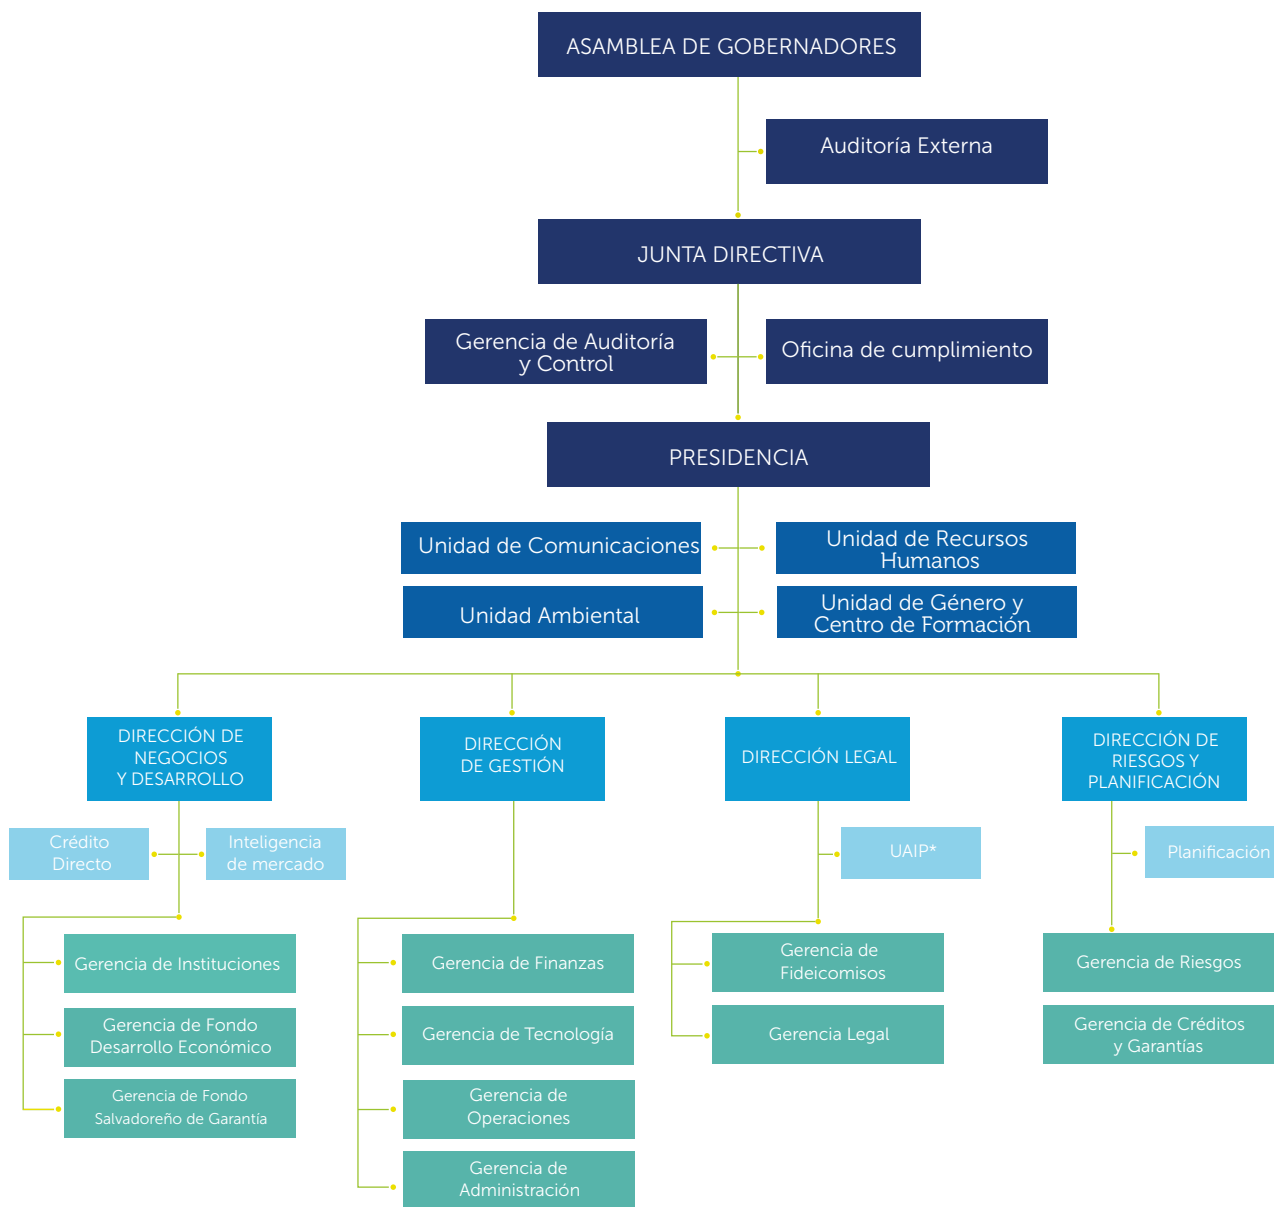 ASAMBLEA DE GOBERNADORES
Auditoría Externa
JUNTA DIRECTIVA
Gerencia de Auditoría
y Control
Oficina de cumplimiento
PRESIDENCIA
Unidad de Comunicaciones
Unidad de Recursos
Humanos
Unidad Ambiental
Unidad de Género y
Centro de Formación
DIRECCIÓN DE
NEGOCIOS
Y DESARROLLO
DIRECCIÓN
DE GESTIÓN
DIRECCIÓN LEGAL
DIRECCIÓN DE
RIESGOS Y
PLANIFICACIÓN
Crédito
Directo
Inteligencia
de mercado
UAIP*
Planificación
Gerencia de Instituciones
Gerencia de Fondo
Desarrollo Económico
Gerencia de Fondo
Salvadoreño de Garantía
Gerencia de Finanzas
Gerencia de Tecnología
Gerencia de
Operaciones
Gerencia de
Administración
Gerencia de
Fideicomisos
Gerencia Legal
Gerencia de Riesgos
Gerencia de Créditos
y Garantías